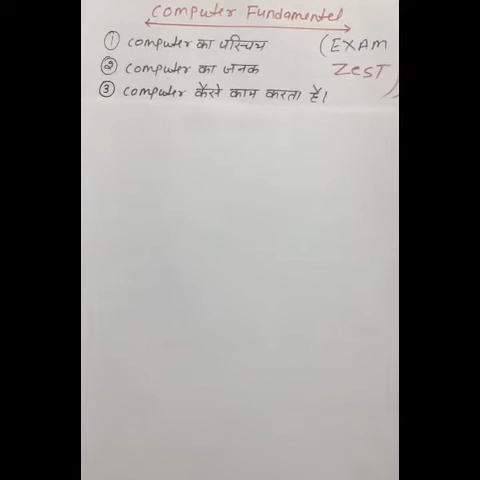 Computer Fundamentel
① Computer का परिचय (EXAM
② Computer का जनक ZEST)
③ Computer कैसे काम करता है।